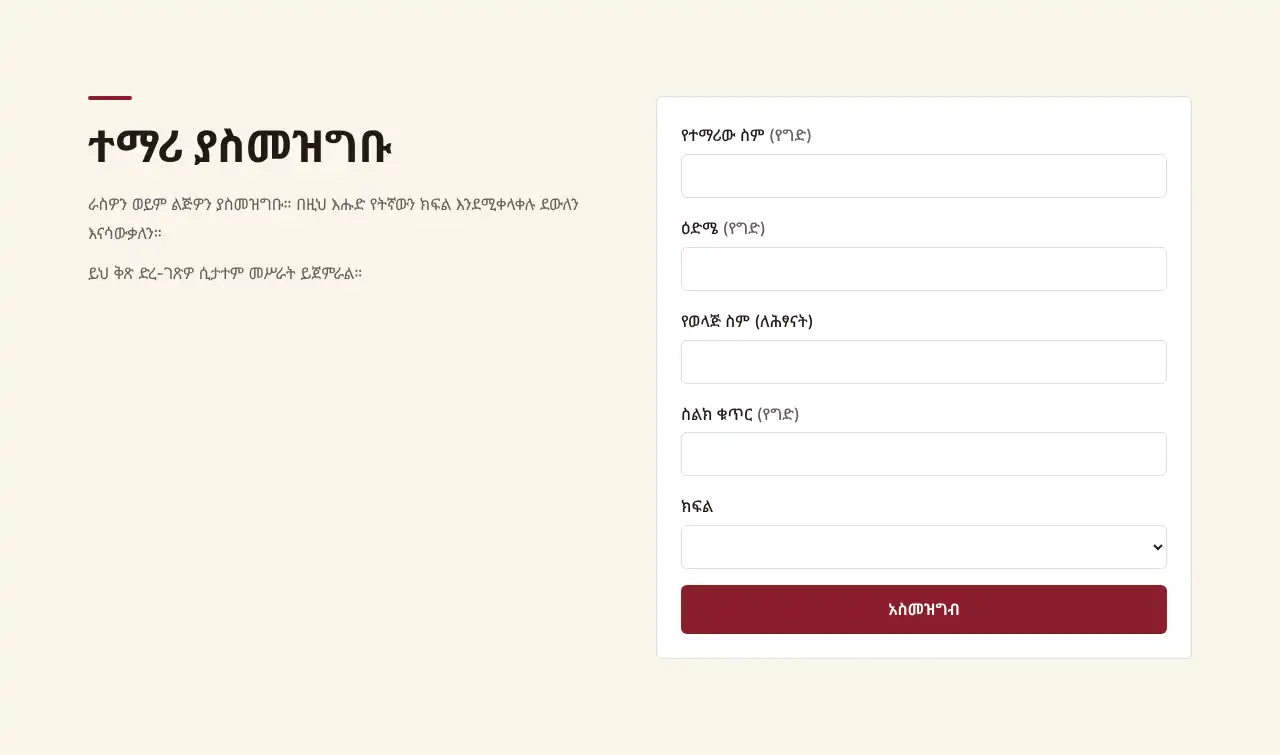 ተማሪ ያስመዝግቡ
ራስዎን ወይም ልጅዎን ያስመዝግቡ። በዚህ እሑድ የትኛውን ክፍል እንደሚቀላቀሉ ደውለን
እናሳውቃለን።
ይህ ቅጽ ድረ-ገጽዎ ሲታተም መሥራት ይጀምራል።
የተማሪው ስም (የግድ)
ዕድሜ (የግድ)
የወላጅ ስም (ለሕፃናት)
ስልክ ቁጥር (የግድ)
ክፍል
አስመዝግብ